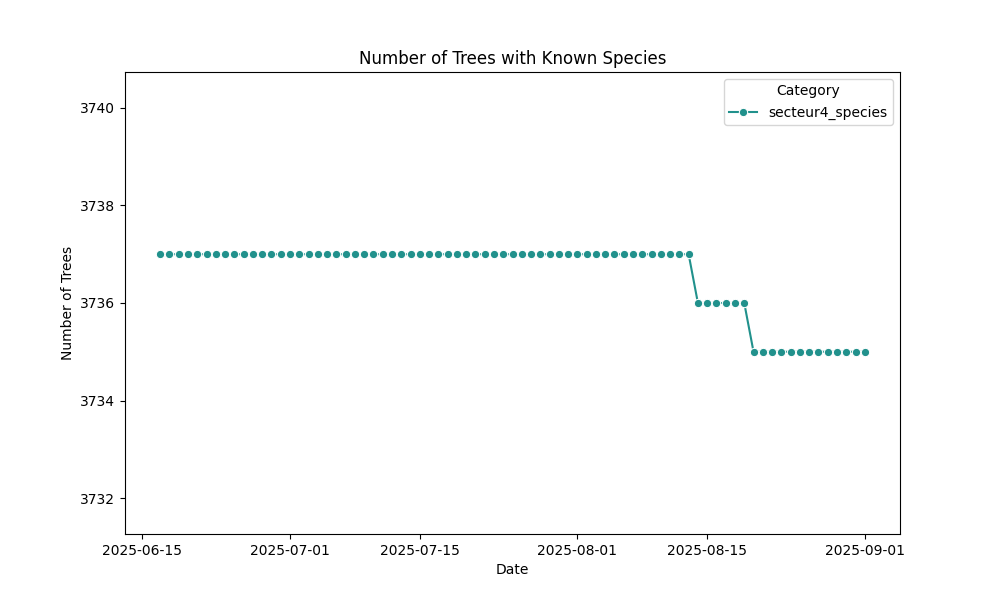 Number of Trees with Known Species
Category
secteur4_species
Number of Trees
3740
3738
3736
3734
3732
2025-06-15
2025-07-01
2025-07-15
2025-08-01
2025-08-15
2025-09-01
Date